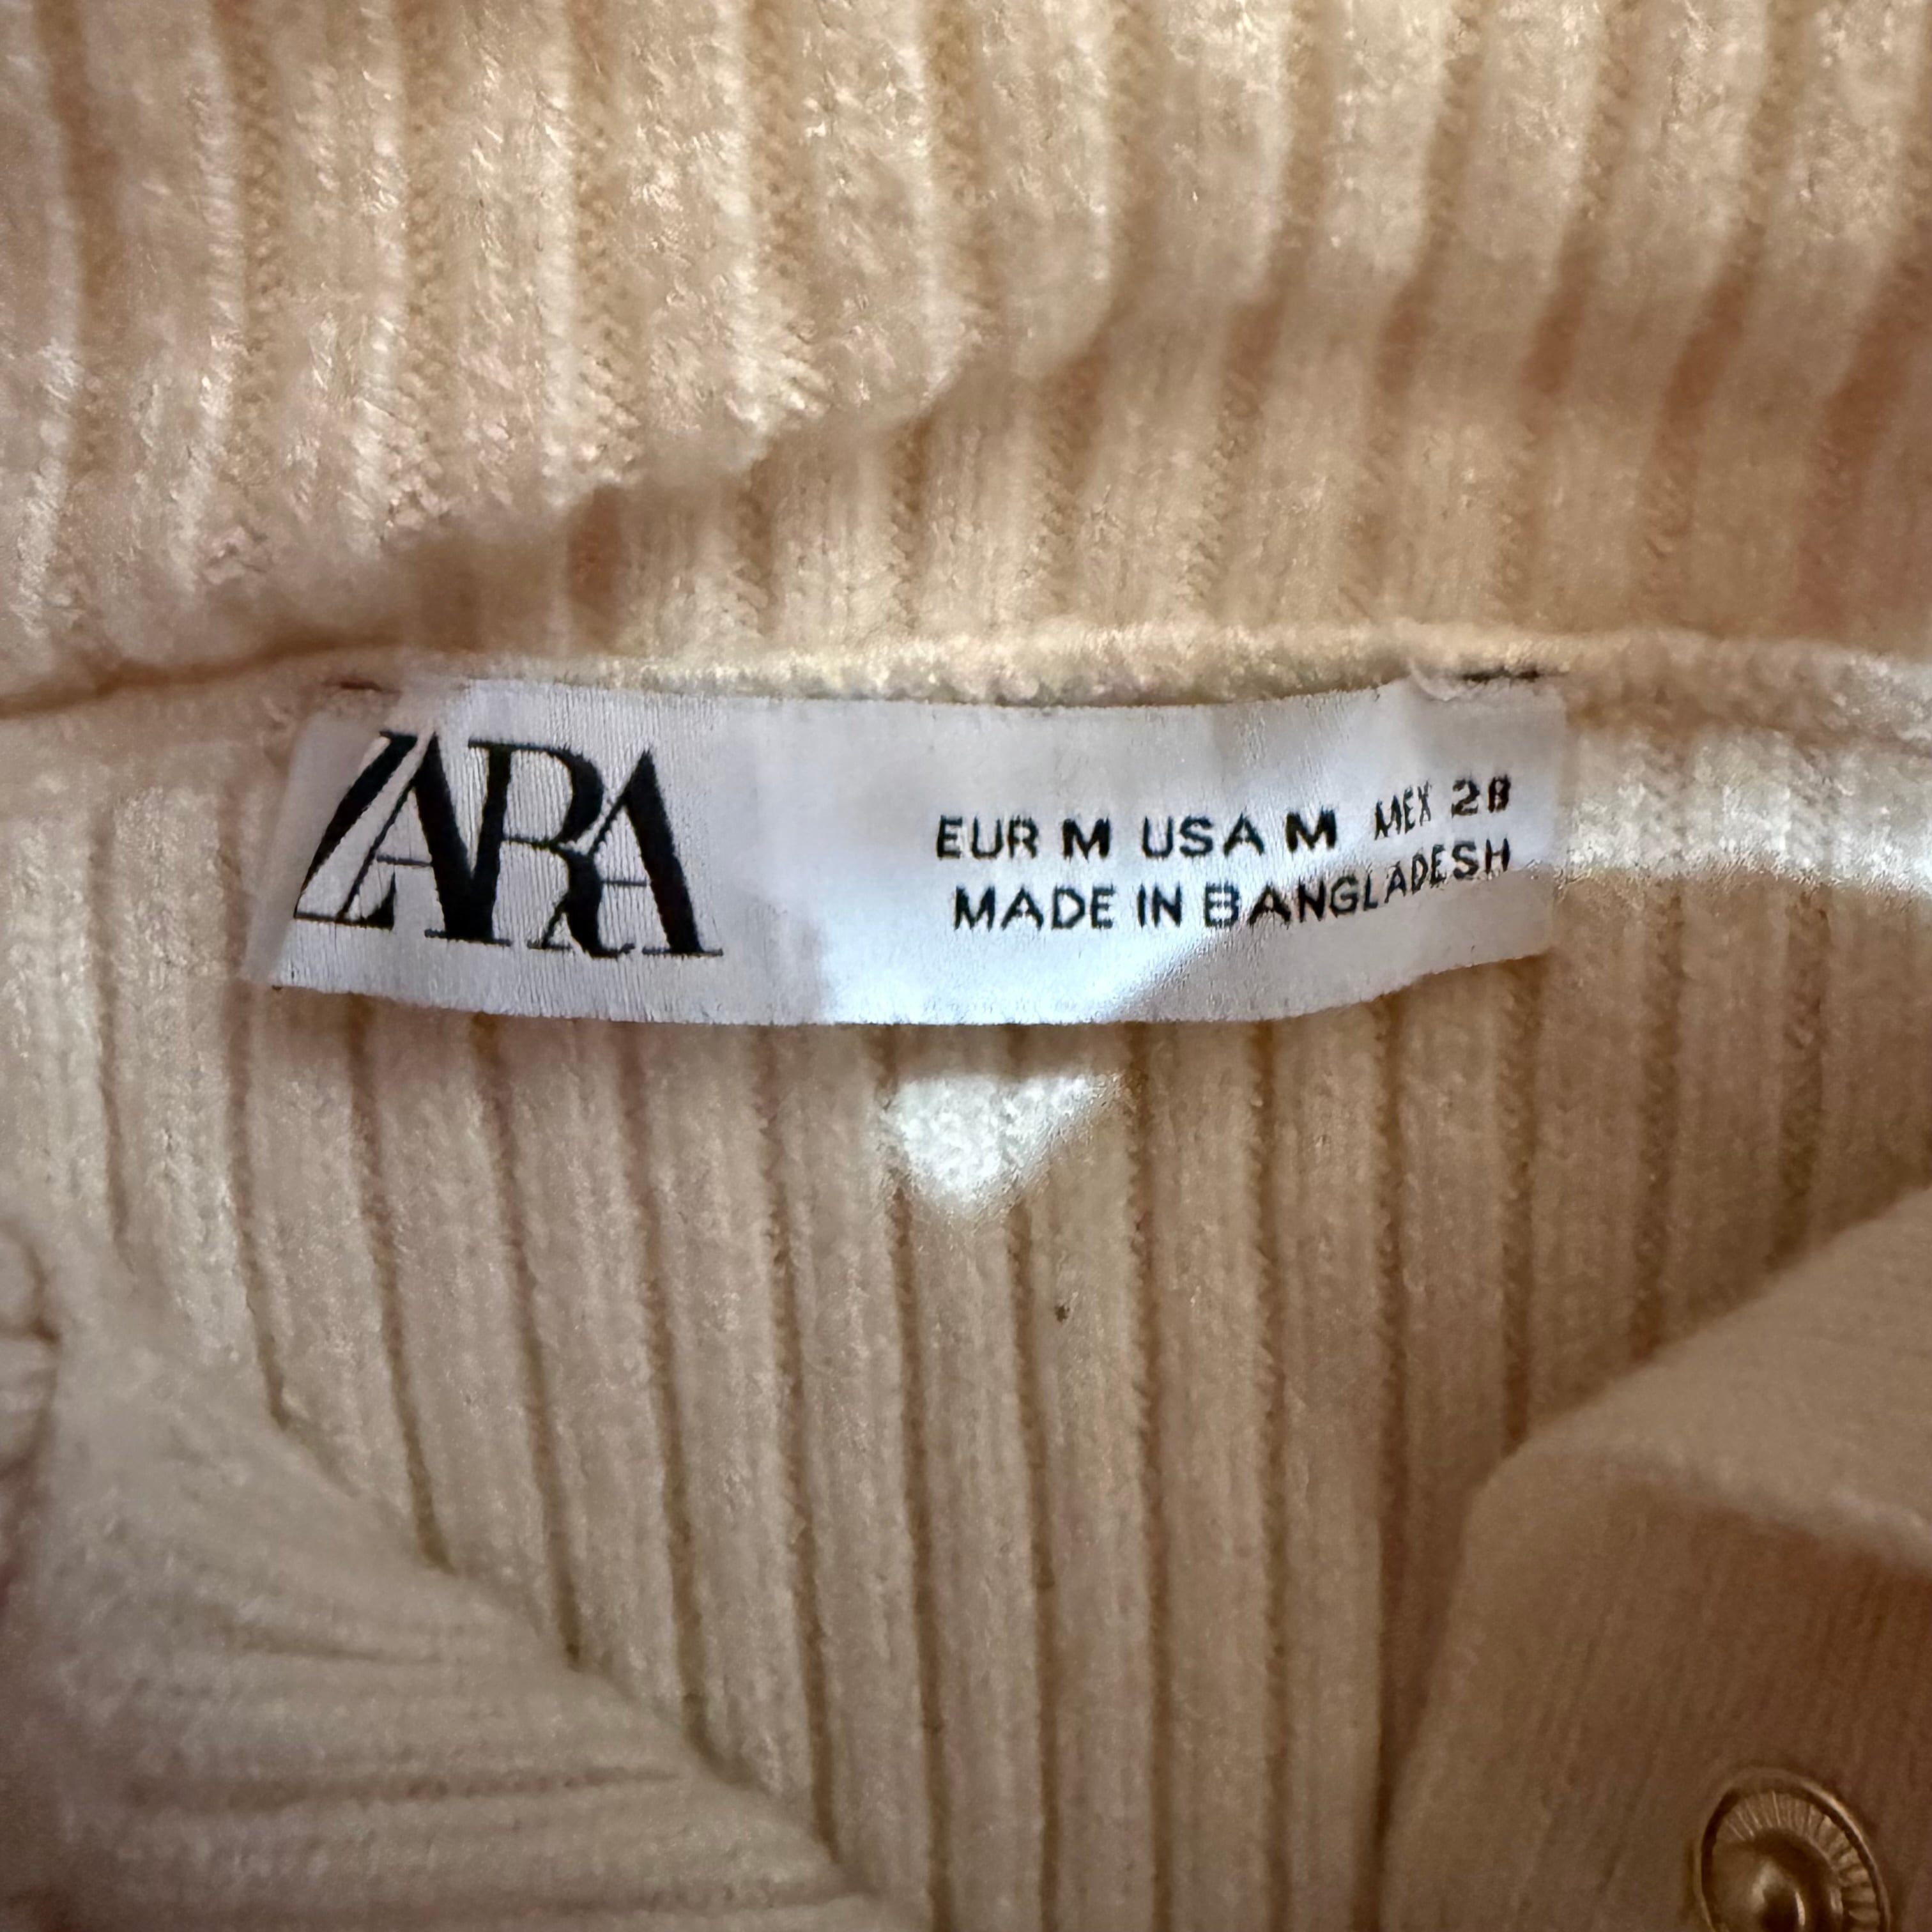 ZARA
EUR M USA M MEX 28
MADE IN BANGLADESH